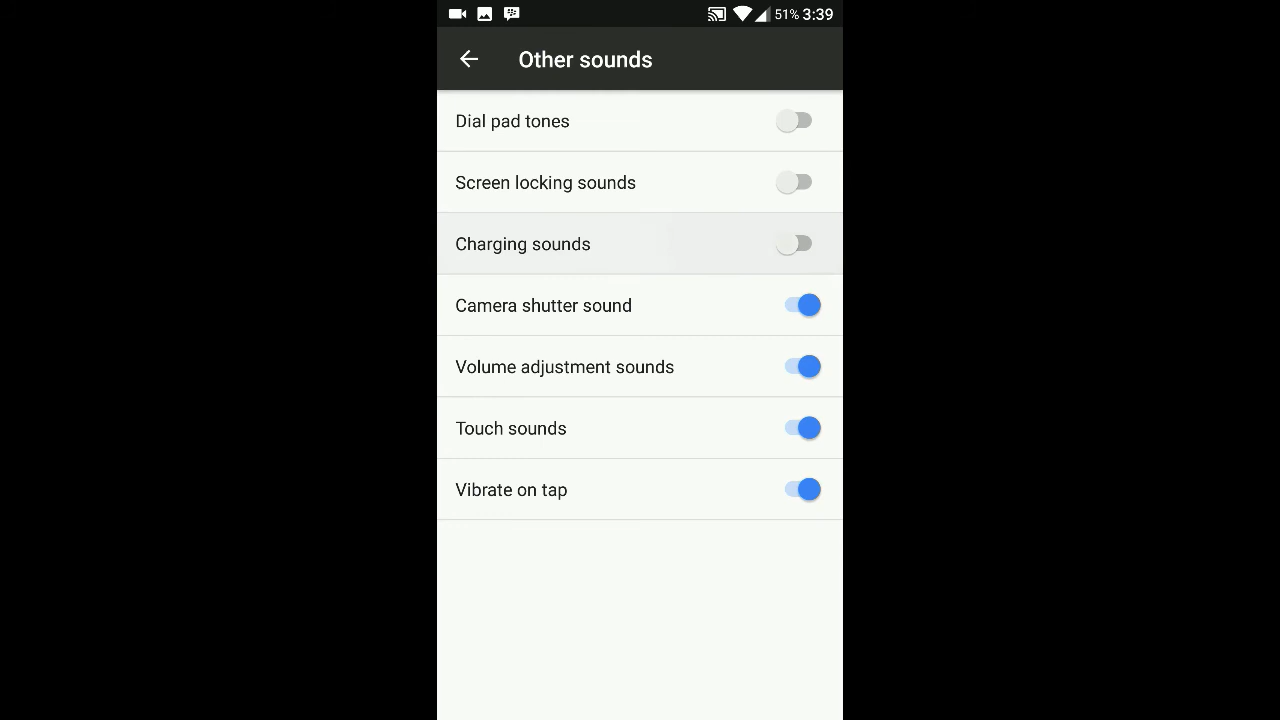 51% 3:39
Other sounds
Dial pad tones
Screen locking sounds
Charging sounds
Camera shutter sound
Volume adjustment sounds
Touch sounds
Vibrate on tap